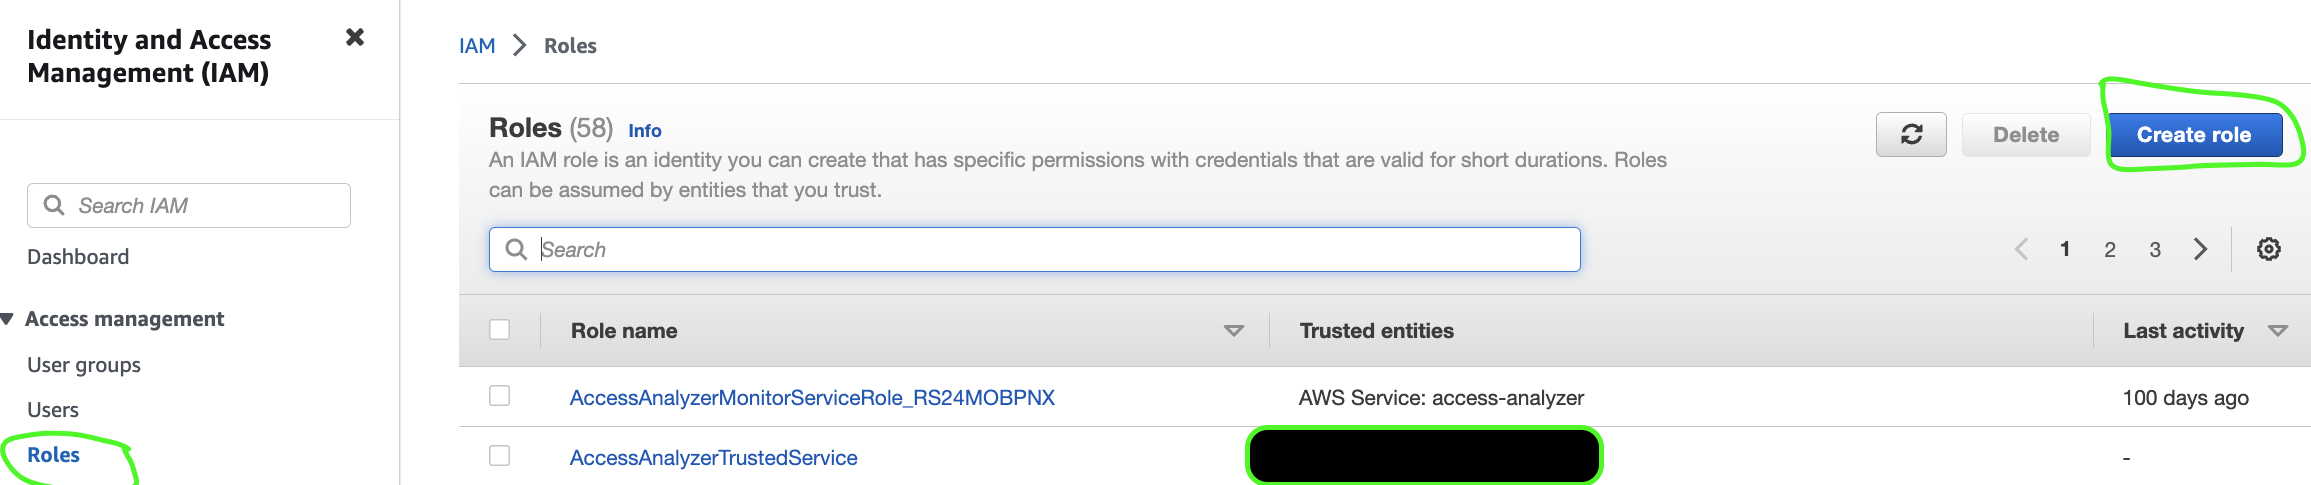 Identity and Access
Management (IAM)
Search IAM
Dashboard
Access management
User groups
Users
Roles
IAM > Roles
Roles (58) Info
An IAM role is an identity you can create that has specific permissions with credentials that are valid for short durations. Roles
can be assumed by entities that you trust.
Delete
Create role
Search
1 2 3
Role name Trusted entities Last activity
AccessAnalyzerMonitorServiceRole_RS24MOBPNX AWS Service: access-analyzer 100 days ago
AccessAnalyzerTrustedService -